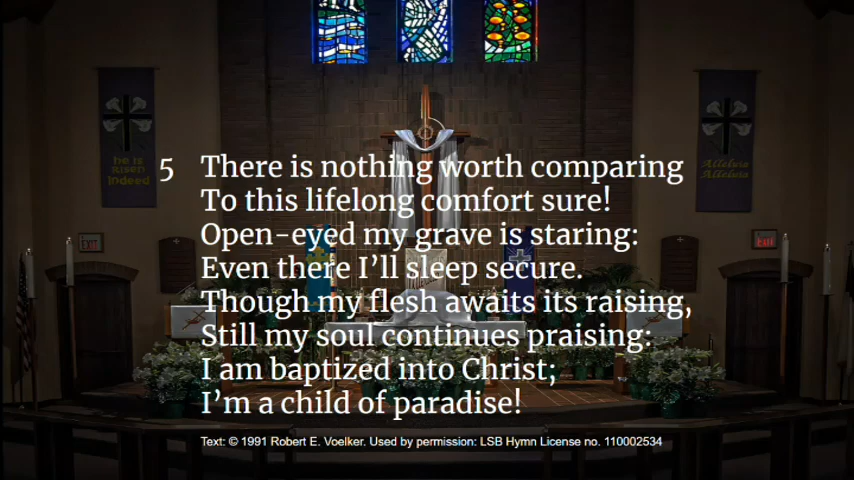 he is
Risen
Indeed
Alleluia
Alleluia
EXIT
EXIT
5 There is nothing worth comparing
To this lifelong comfort sure!
Open-eyed my grave is staring:
Even there I’ll sleep secure.
Though my flesh awaits its raising,
Still my soul continues praising:
I am baptized into Christ;
I’m a child of paradise!
Text: © 1991 Robert E. Voelker. Used by permission: LSB Hymn License no. 110002534